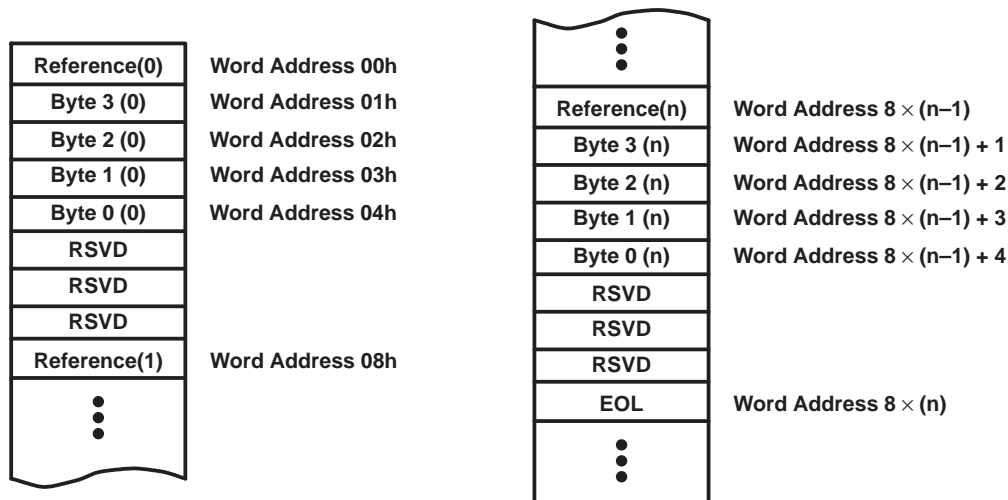 Reference(0) Word Address 00h
Byte 3 (0) Word Address 01h
Byte 2 (0) Word Address 02h
Byte 1 (0) Word Address 03h
Byte 0 (0) Word Address 04h
RSVD
RSVD
RSVD
Reference(1) Word Address 08h
Reference(n) Word Address 8 × (n–1)
Byte 3 (n) Word Address 8 × (n–1) + 1
Byte 2 (n) Word Address 8 × (n–1) + 2
Byte 1 (n) Word Address 8 × (n–1) + 3
Byte 0 (n) Word Address 8 × (n–1) + 4
RSVD
RSVD
RSVD
EOL Word Address 8 × (n)